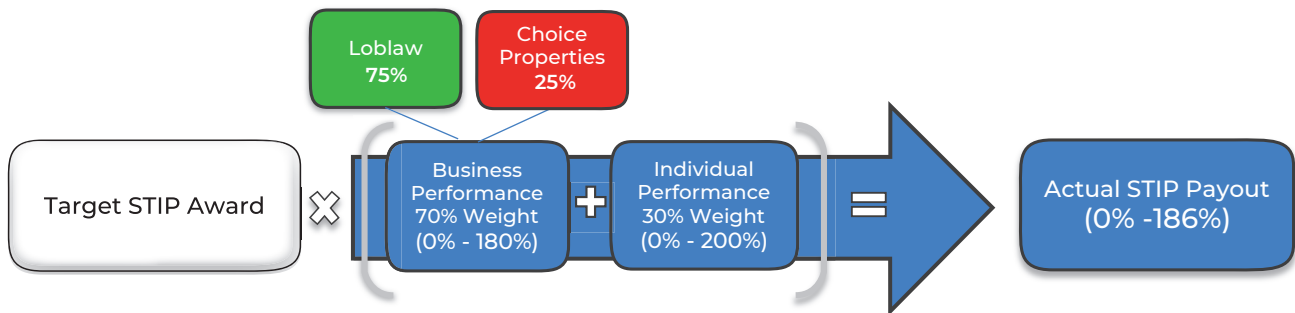 Loblaw
75%
Choice
Properties
25%
Target STIP Award
Business
Performance
70% Weight
(0% - 180%)
+
Individual
Performance
30% Weight
(0% - 200%)
=
Actual STIP Payout
(0% -186%)